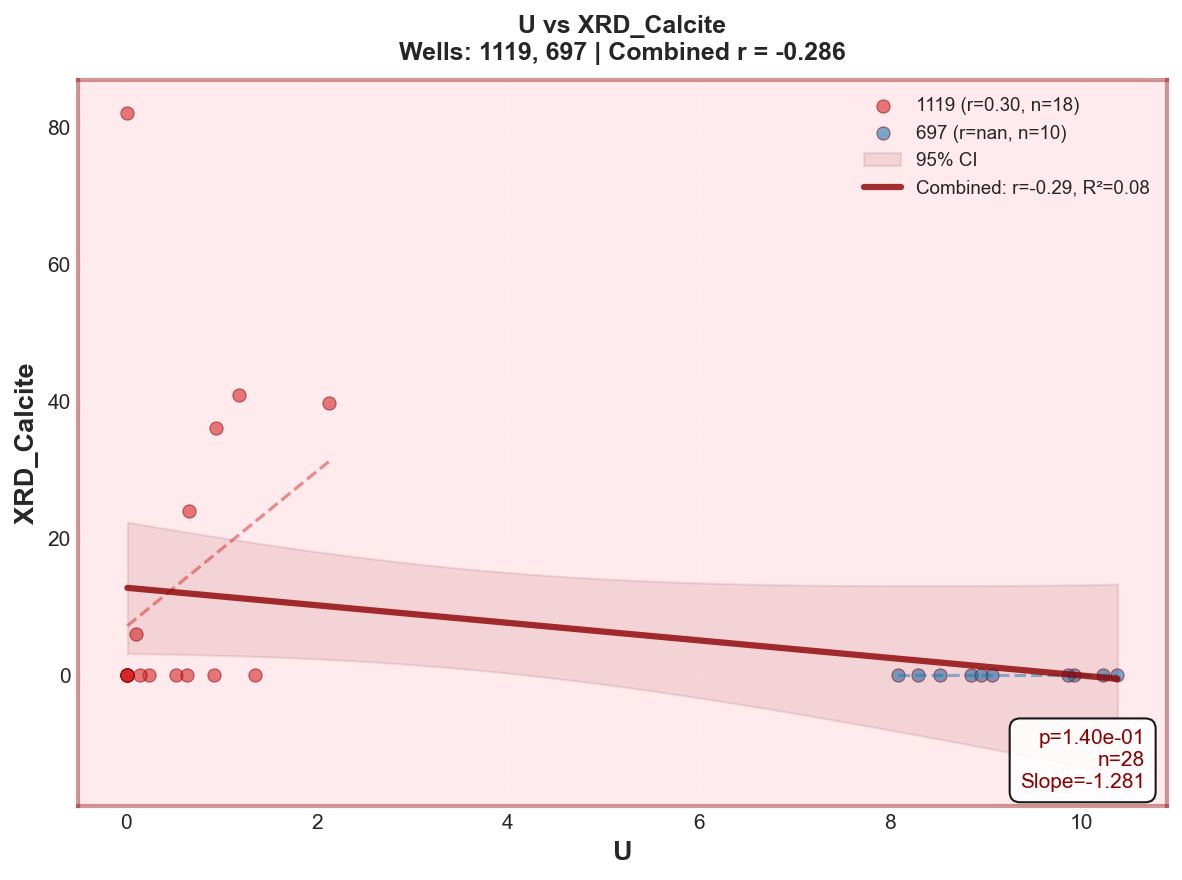 U vs XRD_Calcite
Wells: 1119, 697 | Combined r = -0.286
1119 (r=0.30, n=18)
697 (r=nan, n=10)
95% CI
Combined: r=-0.29, R²=0.08
XRD_Calcite
80
60
40
20
0
p=1.40e-01
n=28
Slope=-1.281
0 2 4 6 8 10
U